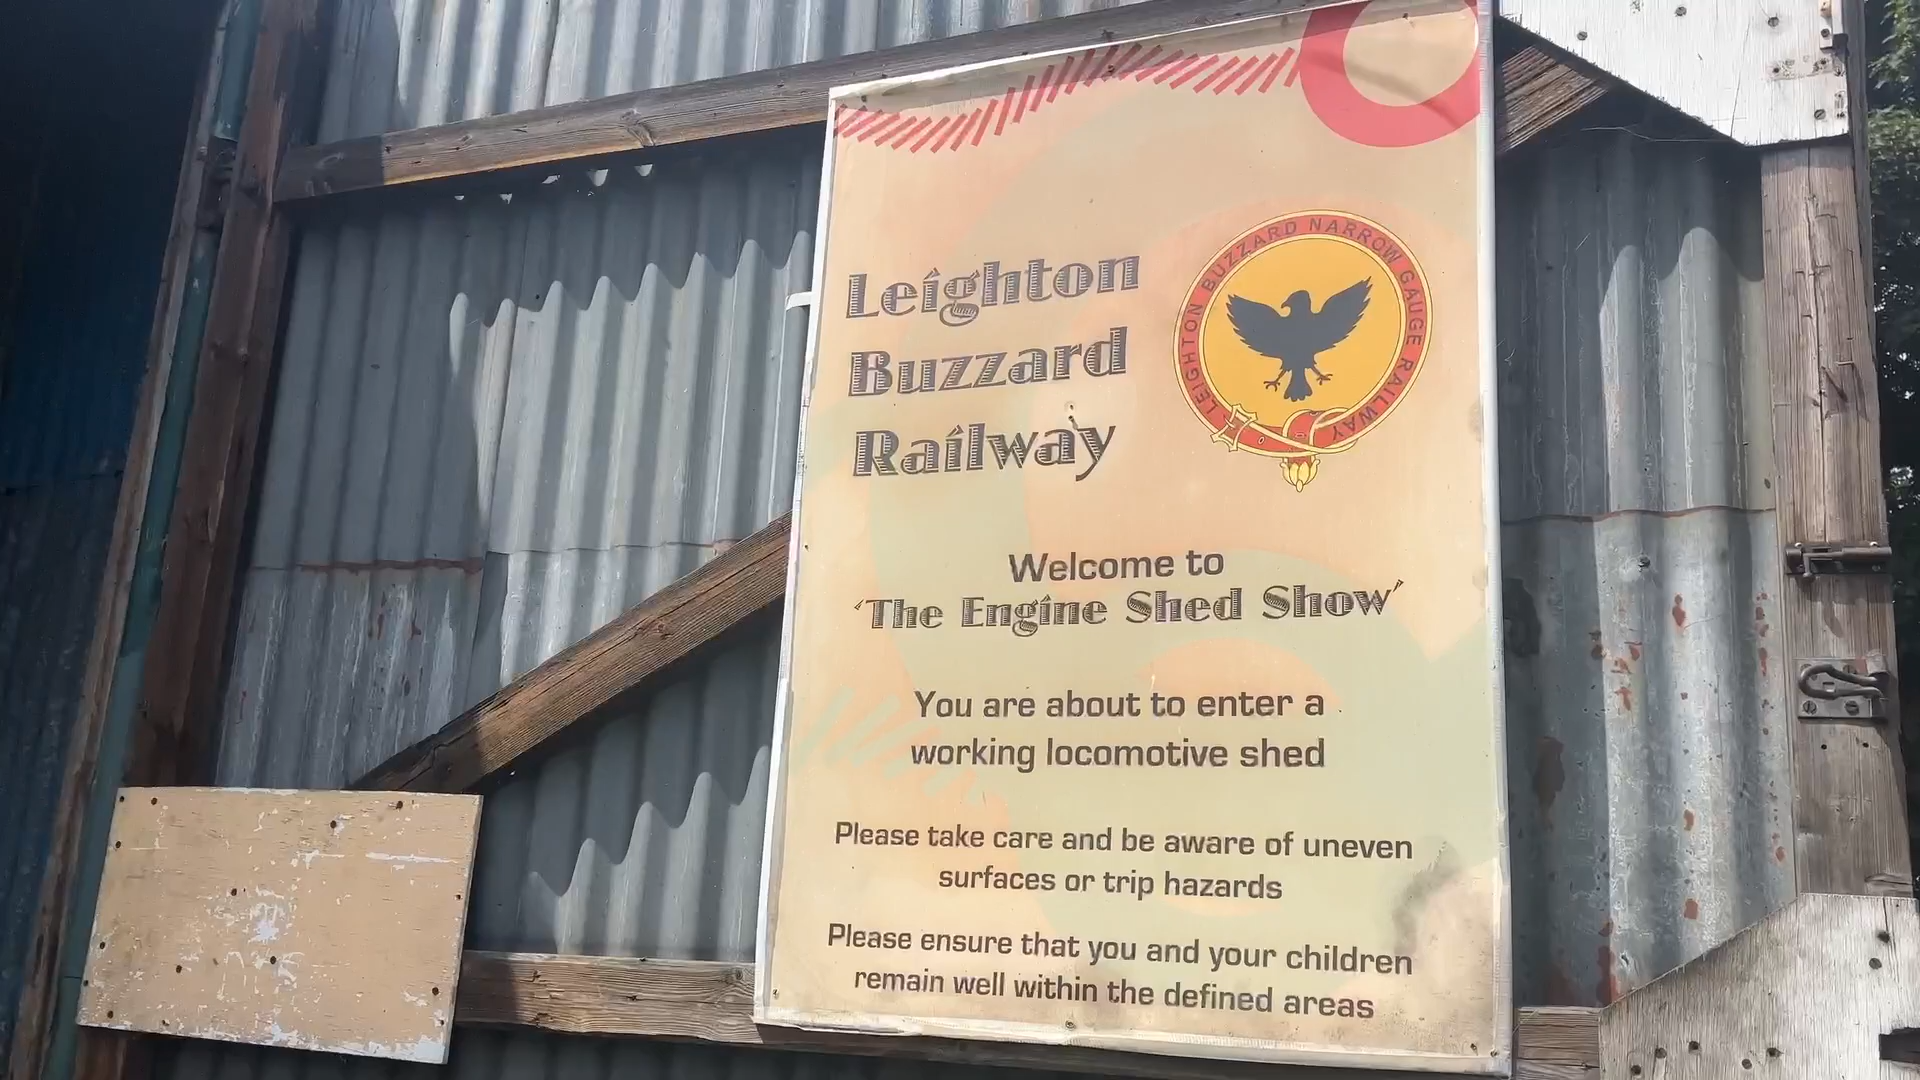 Leighton
Buzzard
Railway
LEIGHTON BUZZARD NARROW GAUGE RAILWAY
Welcome to
‘The Engine Shed Show’
You are about to enter a
working locomotive shed
Please take care and be aware of uneven
surfaces or trip hazards
Please ensure that you and your children
remain well within the defined areas